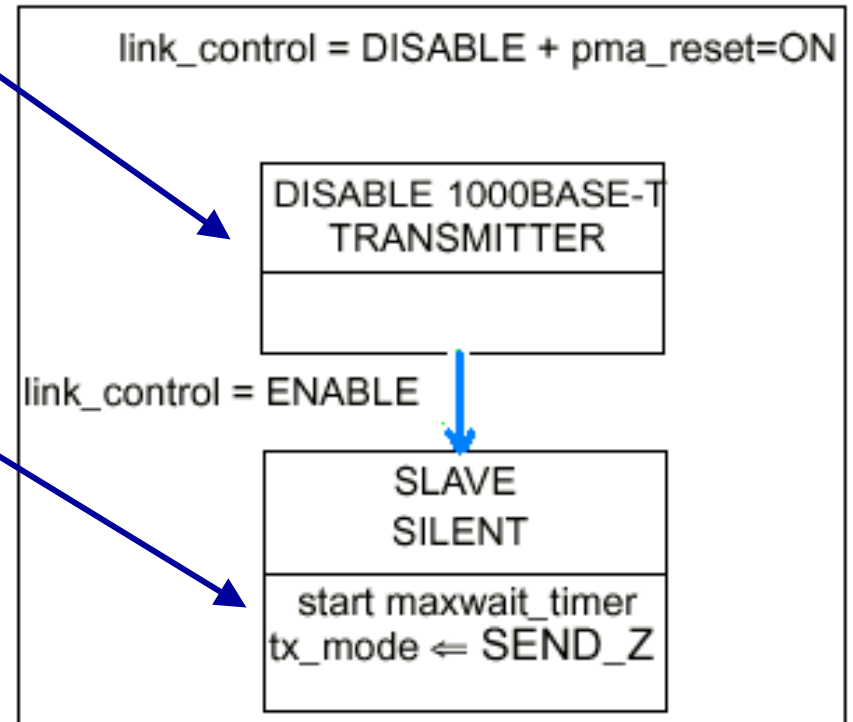 link_control = DISABLE + pma_reset=ON
DISABLE 1000BASE-T
TRANSMITTER
link_control = ENABLE
SLAVE
SILENT
start maxwait_timer
tx_mode ⇐ SEND_Z